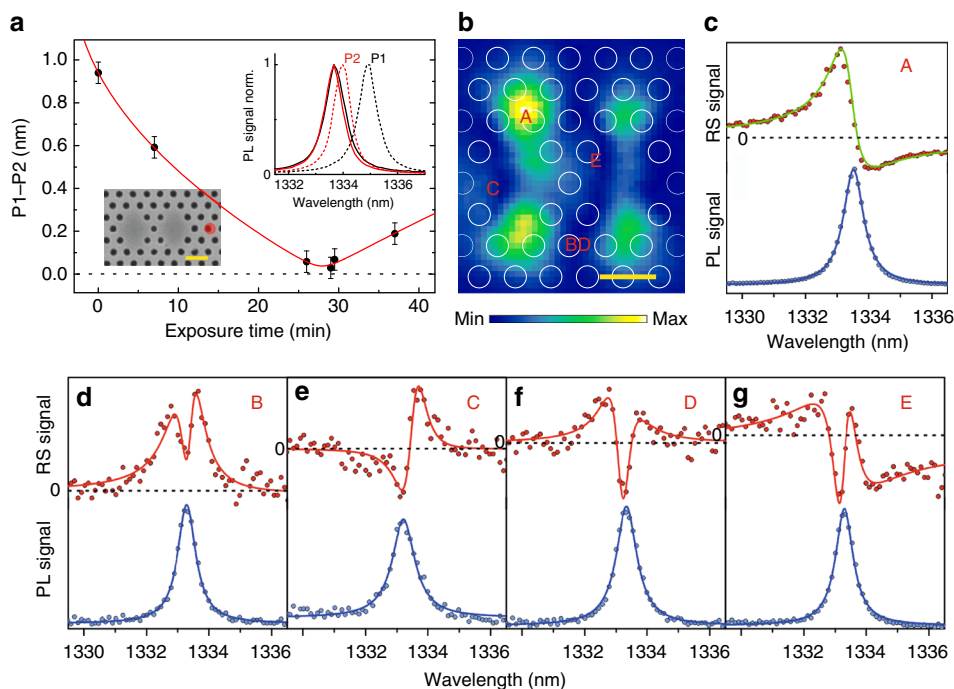 a
P1–P2 (nm)
1.0
0.8
0.6
0.4
0.2
0.0
0 10 20 30 40
Exposure time (min)
PL signal norm.
1
0
P2 P1
1332 1334 1336
Wavelength (nm)
b
A
E
C
BD
Min Max
c
A
RS signal
0
PL signal
1330 1332 1334 1336
Wavelength (nm)
d
B
RS signal
0
PL signal
1330 1332 1334 1336
e
C
0
1332 1334 1336
f
D
0
1332 1334 1336
g
E
0
1332 1334 1336
Wavelength (nm)